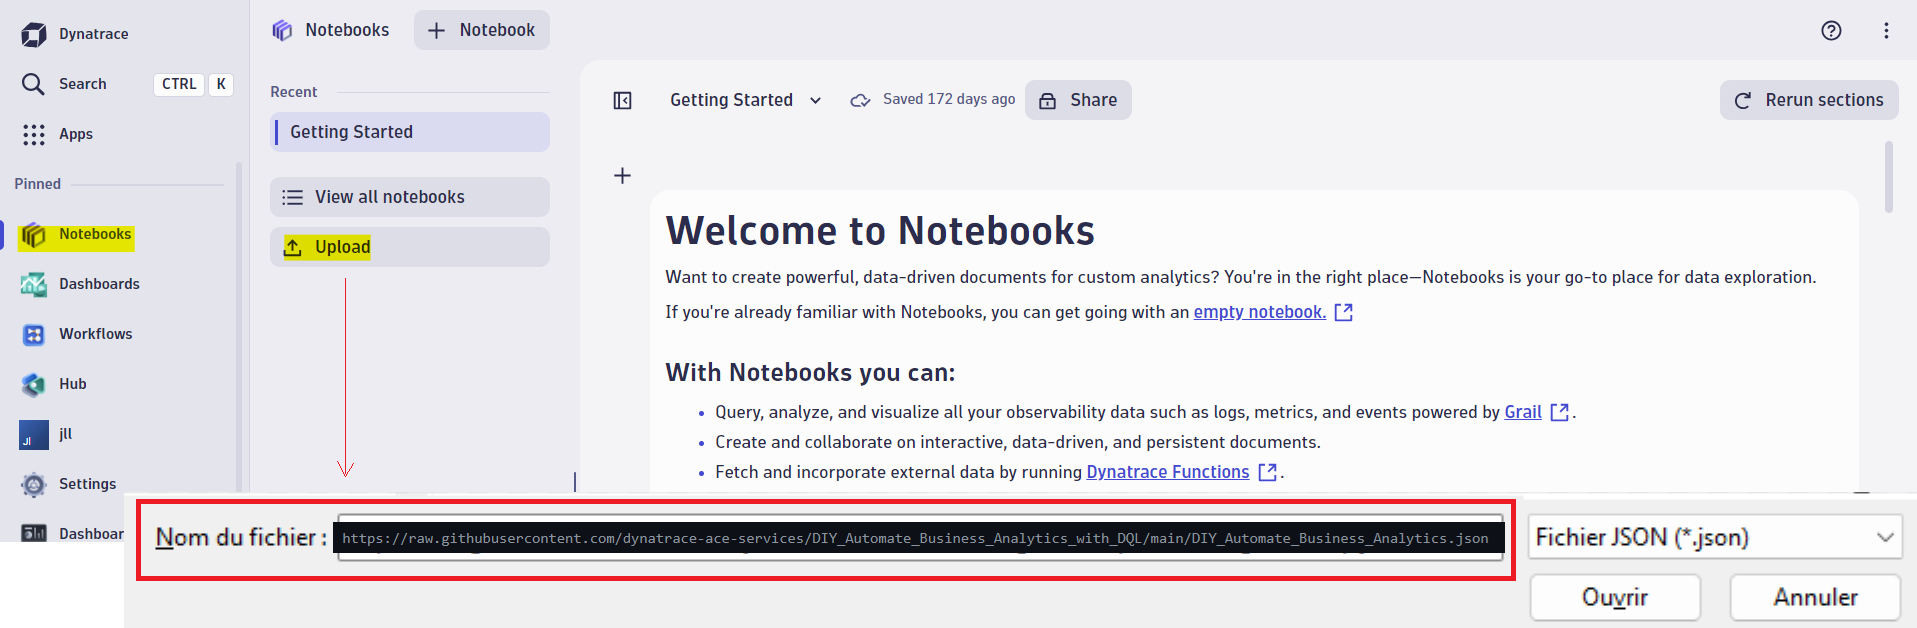 Dynatrace
Search CTRL K
Apps
Pinned
Notebooks
Dashboards
Workflows
Hub
Jl jll
Settings
Dashboar
Notebooks
Notebook
Recent
Getting Started
View all notebooks
Upload
Getting Started
Saved 172 days ago
Share
Rerun sections
Welcome to Notebooks
Want to create powerful, data-driven documents for custom analytics? You're in the right place—Notebooks is your go-to place for data exploration.
If you're already familiar with Notebooks, you can get going with an empty notebook.
With Notebooks you can:
• Query, analyze, and visualize all your observability data such as logs, metrics, and events powered by Grail.
• Create and collaborate on interactive, data-driven, and persistent documents.
• Fetch and incorporate external data by running Dynatrace Functions.
Nom du fichier : https://raw.githubusercontent.com/dynatrace-ace-services/DIY_Automate_Business_Analytics_with_DQL/main/DIY_Automate_Business_Analytics.json
Fichier JSON (*.json)
Ouvrir
Annuler